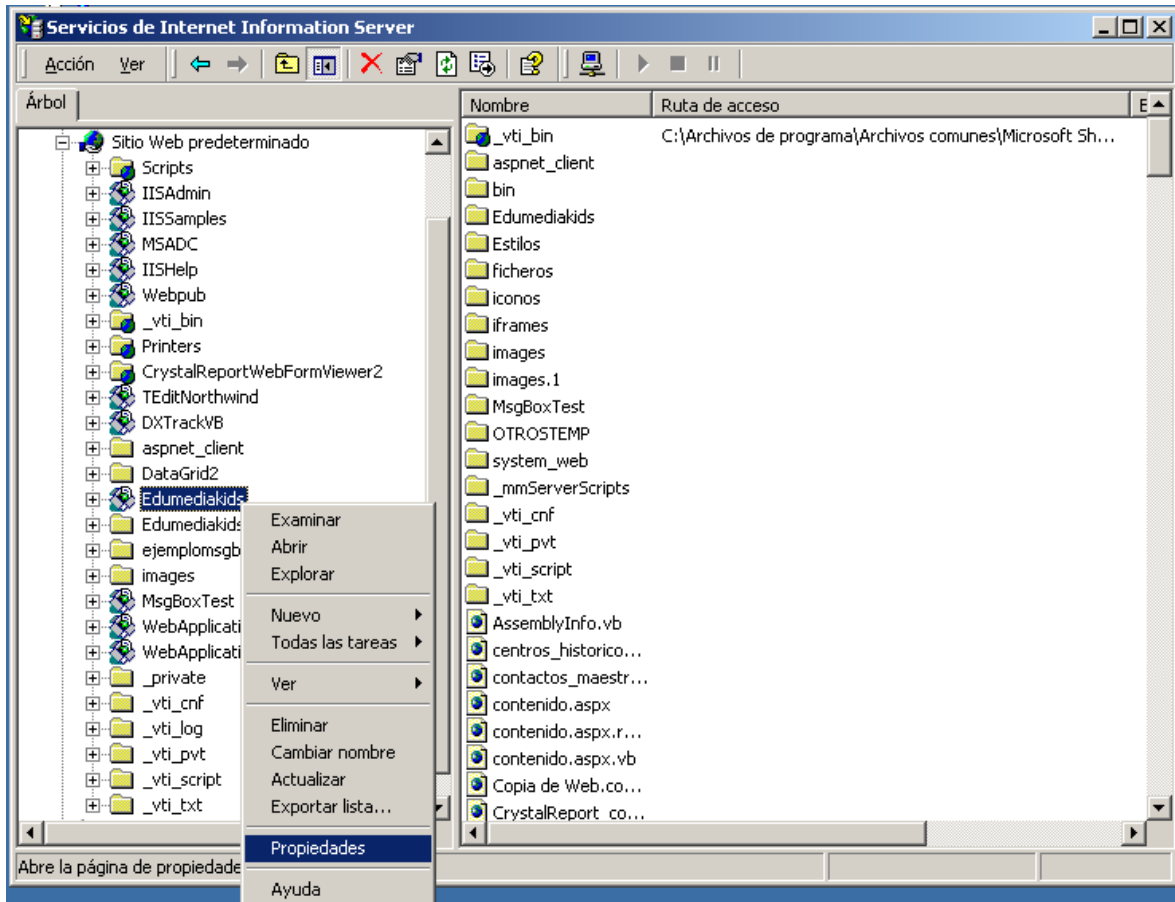 Servicios de Internet Information Server
Acción Ver
Árbol
Nombre Ruta de acceso E
Sitio Web predeterminado
Scripts
IISAdmin
IISSamples
MSADC
IISHelp
Webpub
_vti_bin
Printers
CrystalReportWebFormViewer2
TEditNorthwind
DXTrackVB
aspnet_client
DataGrid2
Edumediakids
Edumediakids
ejemplomsgb
images
MsgBoxTest
WebApplicati
WebApplicati
_private
_vti_cnf
_vti_log
_vti_pvt
_vti_script
_vti_txt
Examinar
Abrir
Explorar
Nuevo
Todas las tareas
Ver
Eliminar
Cambiar nombre
Actualizar
Exportar lista...
Propiedades
Ayuda
_vti_bin C:\Archivos de programa\Archivos comunes\Microsoft Sh...
aspnet_client
bin
Edumediakids
Estilos
ficheros
iconos
iframes
images
images.1
MsgBoxTest
OTROSTEMP
system_web
_mmServerScripts
_vti_cnf
_vti_pvt
_vti_script
_vti_txt
AssemblyInfo.vb
centros_historico...
contactos_maestr...
contenido.aspx
contenido.aspx.r...
contenido.aspx.vb
Copia de Web.co...
CrystalReport_co...
Abre la página de propiedade